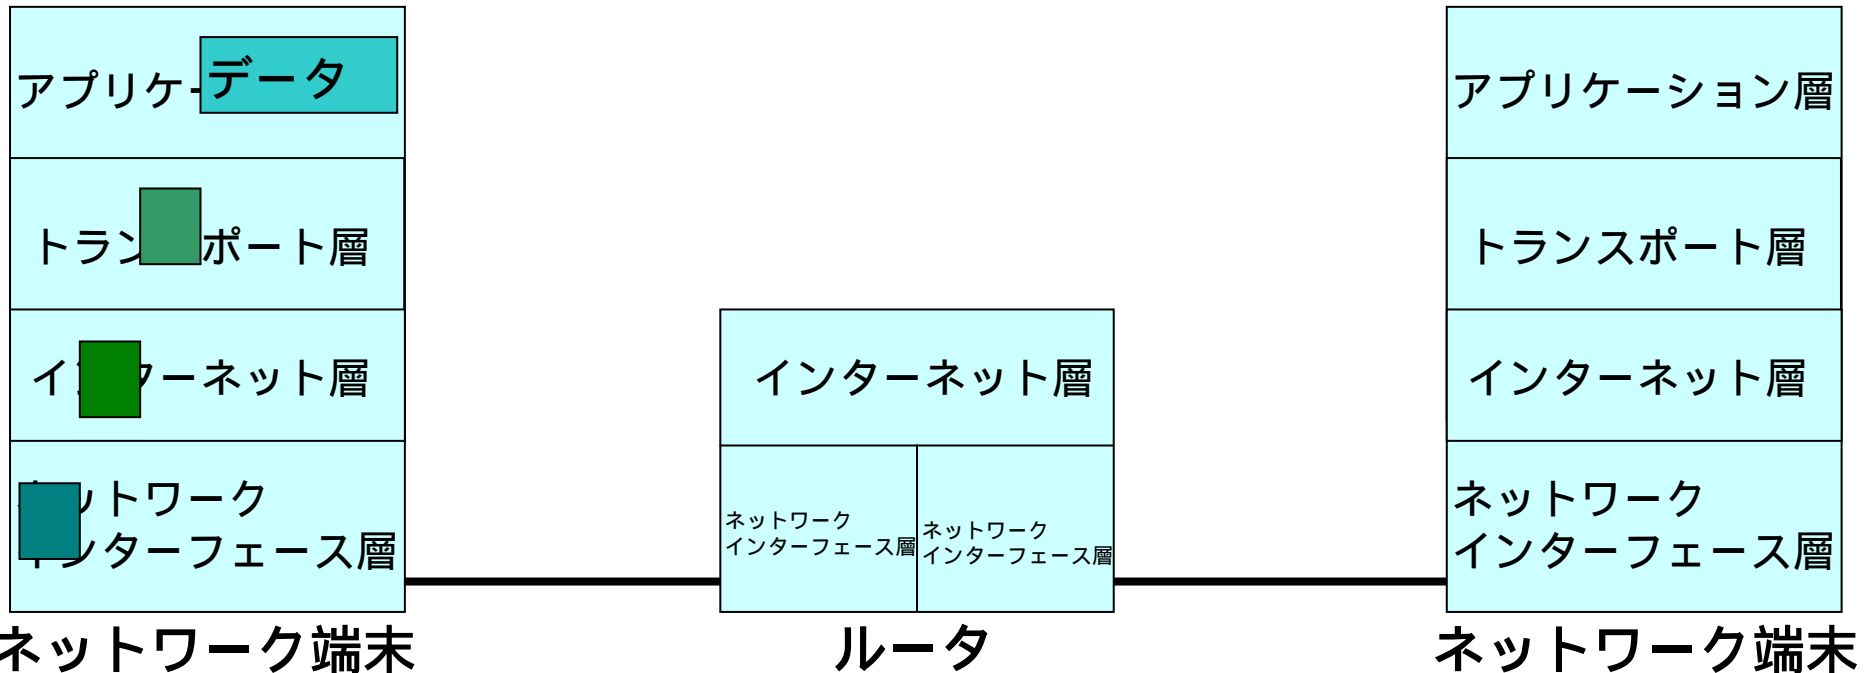 アプリケー
データ
トラン
ポート層
イ
ターネット層
ットワーク
ンターフェース層
ネットワーク端末
インターネット層
ネットワーク
インターフェース層
ネットワーク
インターフェース層
ルータ
アプリケーション層
トランスポート層
インターネット層
ネットワーク
インターフェース層
ネットワーク端末